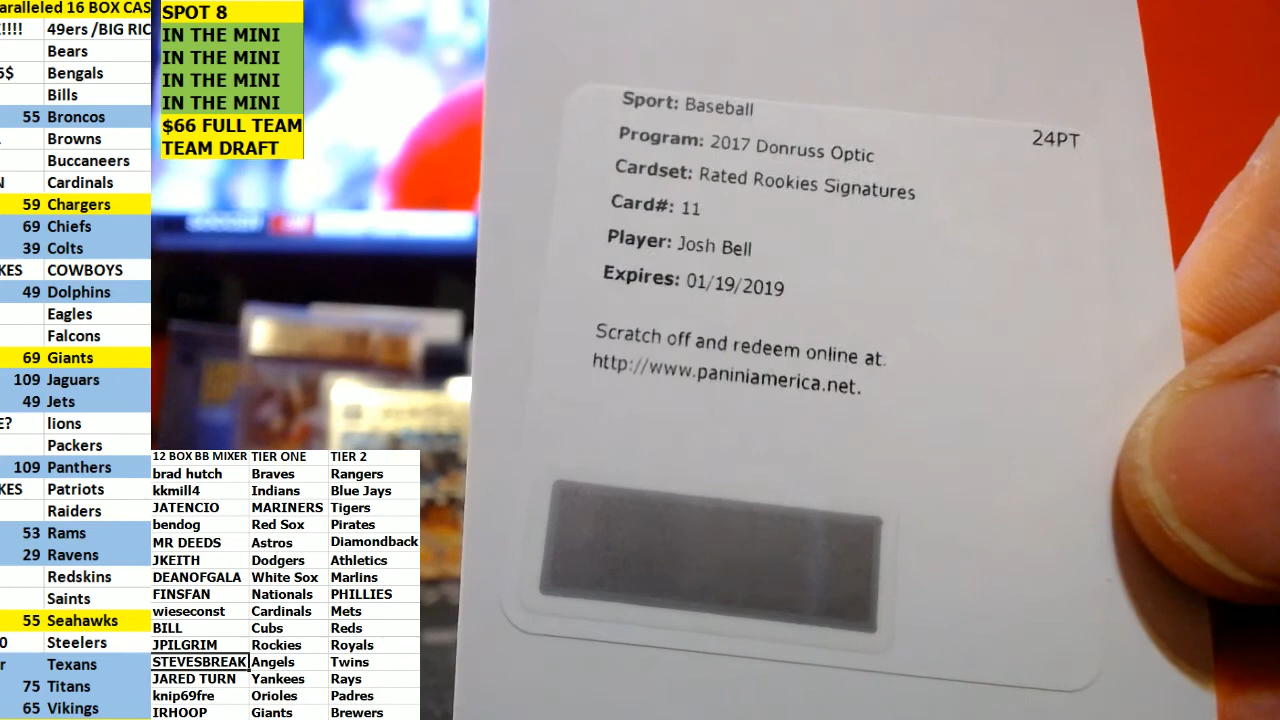 aralleled 16 BOX CAS
!!!! 49ers /BIG RIC
Bears
5$ Bengals
Bills
55 Broncos
Browns
Buccaneers
N Cardinals
59 Chargers
69 Chiefs
39 Colts
KES COWBOYS
49 Dolphins
Eagles
Falcons
69 Giants
109 Jaguars
49 Jets
E? lions
Packers
109 Panthers
KES Patriots
Raiders
53 Rams
29 Ravens
Redskins
Saints
55 Seahawks
0 Steelers
r Texans
75 Titans
65 Vikings
SPOT 8
IN THE MINI
IN THE MINI
IN THE MINI
IN THE MINI
$66 FULL TEAM
TEAM DRAFT
12 BOX BB MIXER TIER ONE TIER 2
brad hutch Braves Rangers
kkmill4 Indians Blue Jays
JATENCIO MARINERS Tigers
bendog Red Sox Pirates
MR DEEDS Astros Diamondback
JKEITH Dodgers Athletics
DEANOFGALA White Sox Marlins
FINSFAN Nationals PHILLIES
wieseconst Cardinals Mets
BILL Cubs Reds
JPILGRIM Rockies Royals
STEVESBREAK Angels Twins
JARED TURN Yankees Rays
knip69fre Orioles Padres
IRHOOP Giants Brewers
Sport: Baseball
24PT
Program: 2017 Donruss Optic
Cardset: Rated Rookies Signatures
Card#: 11
Player: Josh Bell
Expires: 01/19/2019
Scratch off and redeem online at.
http://www.paniniamerica.net.